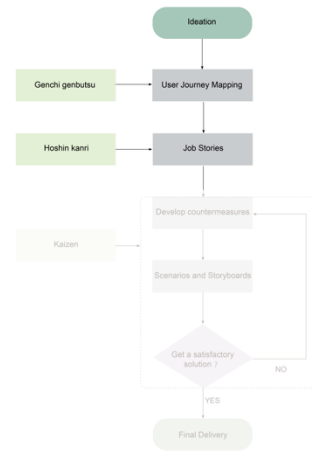 Ideation
Genchi genbutsu
User Journey Mapping
Hoshin kanri
Job Stories
Develop countermeasures
Kaizen
Scenarios and Storyboards
Get a satisfactory
solution ?
NO
YES
Final Delivery